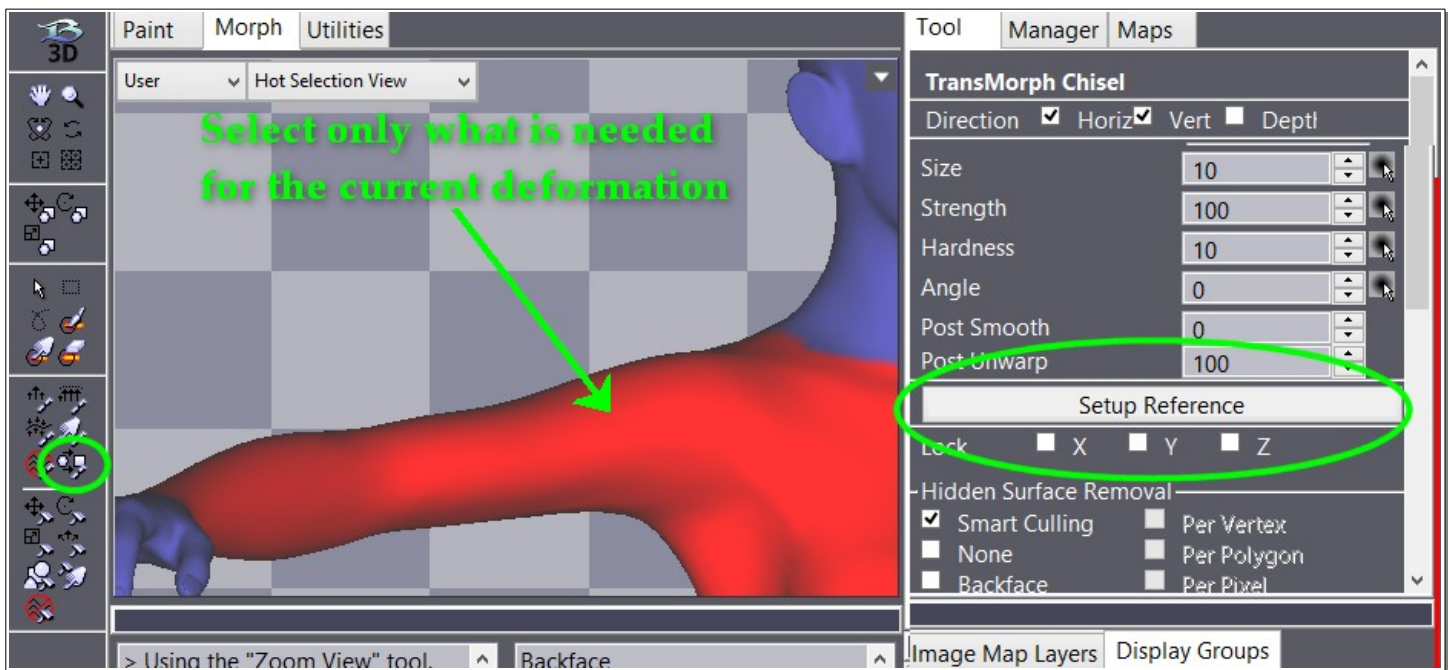 3D
Paint Morph Utilities
User Hot Selection View
Select only what is needed
for the current deformation
> Using the "Zoom View" tool.
Backface
Tool Manager Maps
TransMorph Chisel
Direction Horiz Vert Depth
Size 10
Strength 100
Hardness 10
Angle 0
Post Smooth 0
Post Unwarp 100
Setup Reference
Lock X Y Z
Hidden Surface Removal
Smart Culling Per Vertex
None Per Polygon
Backface Per Pixel
Image Map Layers Display Groups